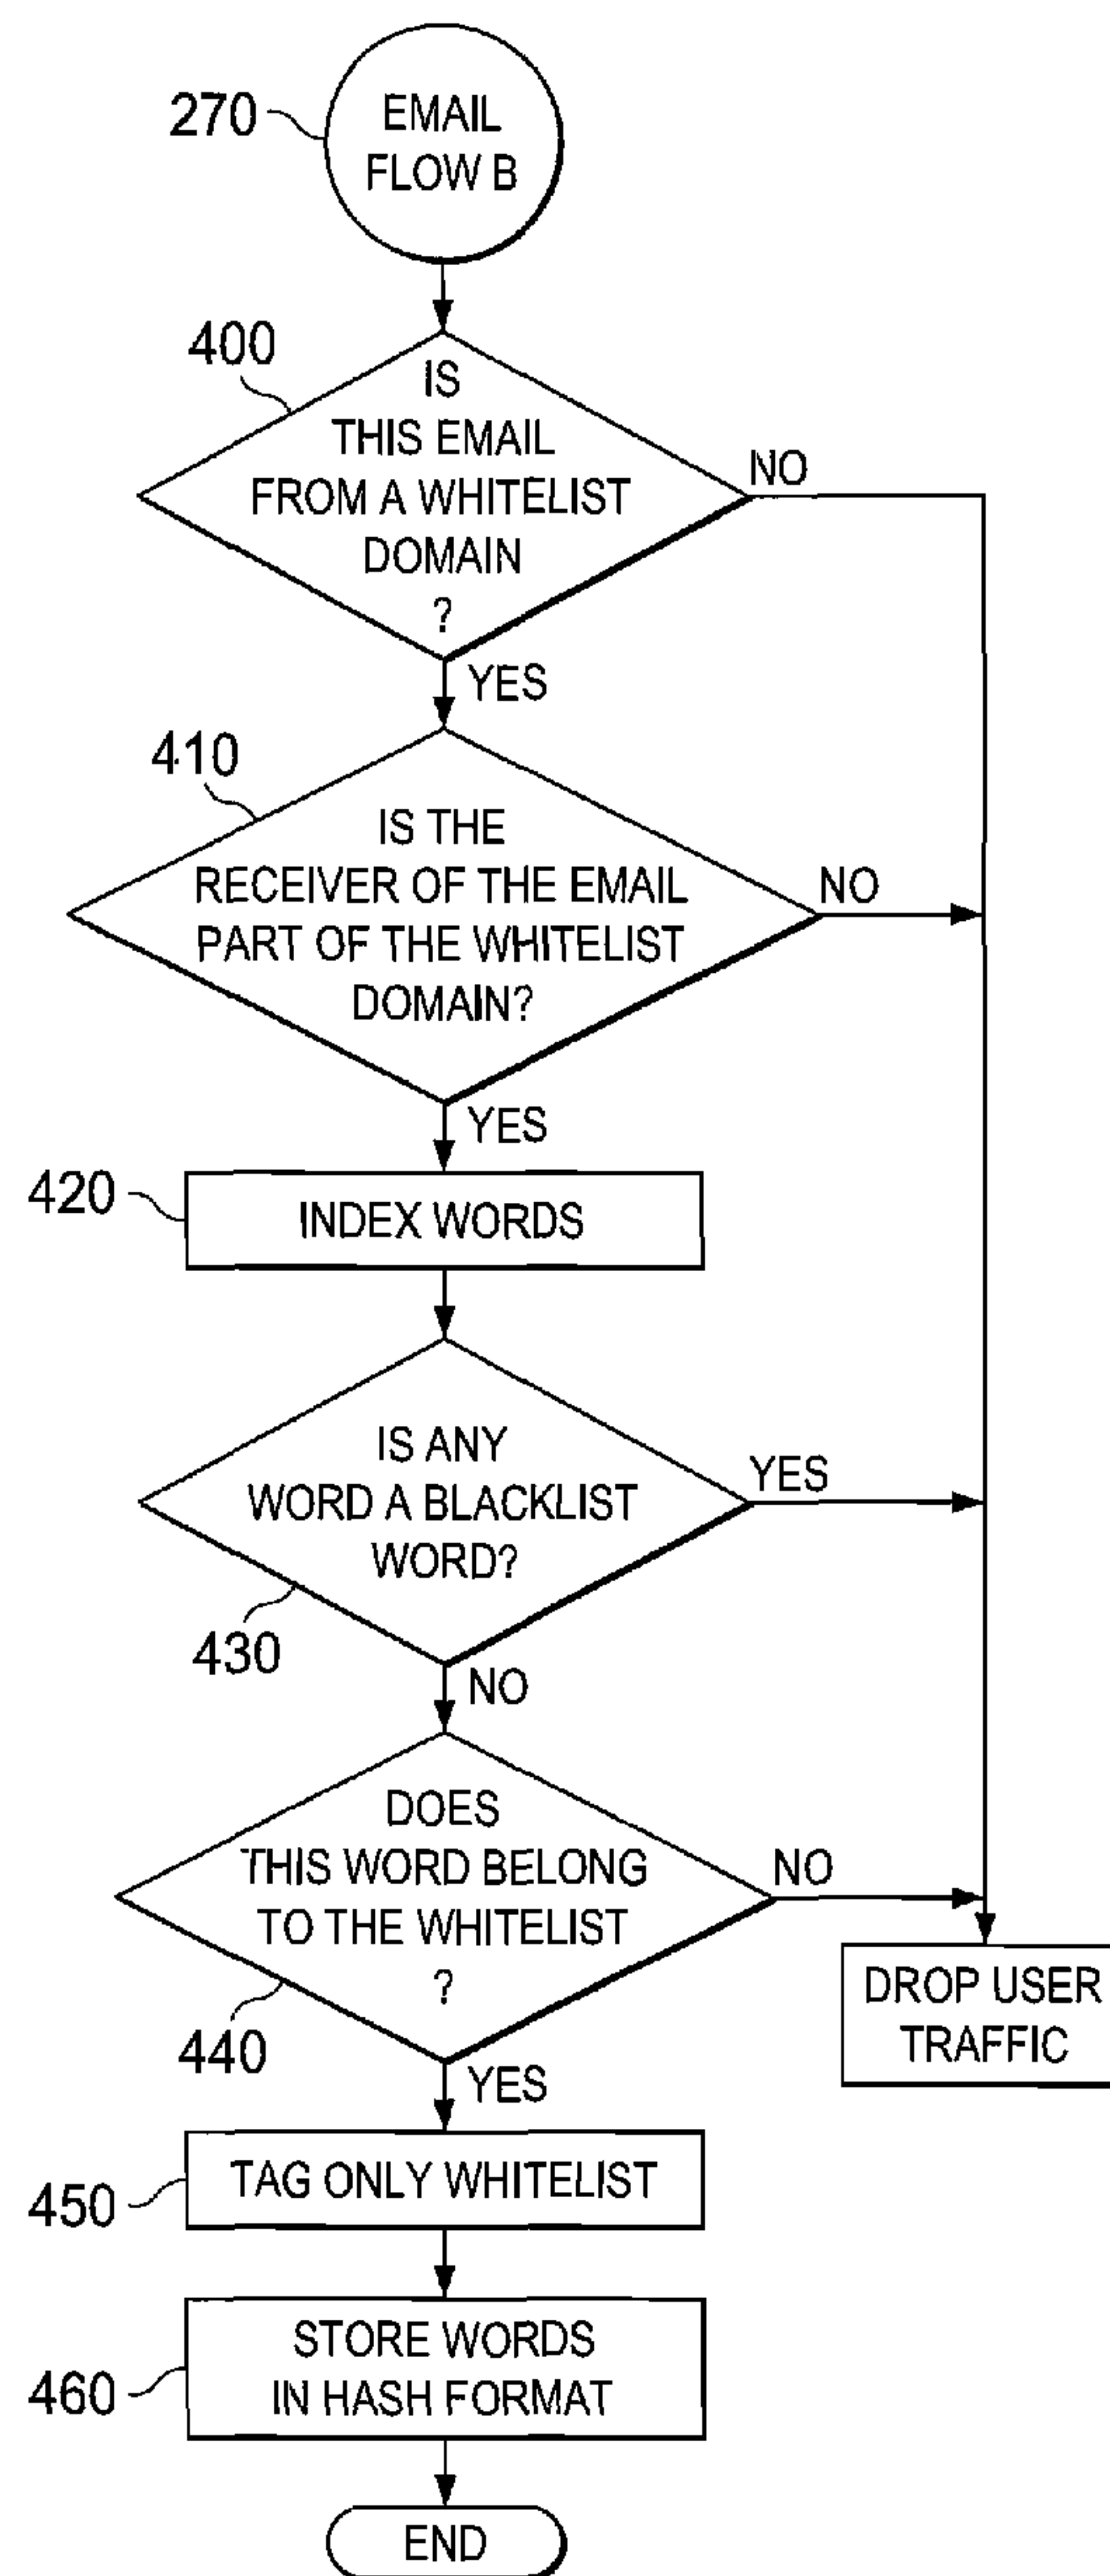 270
EMAIL
FLOW B
400
IS
THIS EMAIL
FROM A WHITELIST
DOMAIN
?
NO
YES
410
IS THE
RECEIVER OF THE EMAIL
PART OF THE WHITELIST
DOMAIN?
NO
YES
420
INDEX WORDS
IS ANY
WORD A BLACKLIST
WORD?
YES
430
NO
DOES
THIS WORD BELONG
TO THE WHITELIST
?
NO
440
YES
DROP USER
TRAFFIC
450
TAG ONLY WHITELIST
460
STORE WORDS
IN HASH FORMAT
END